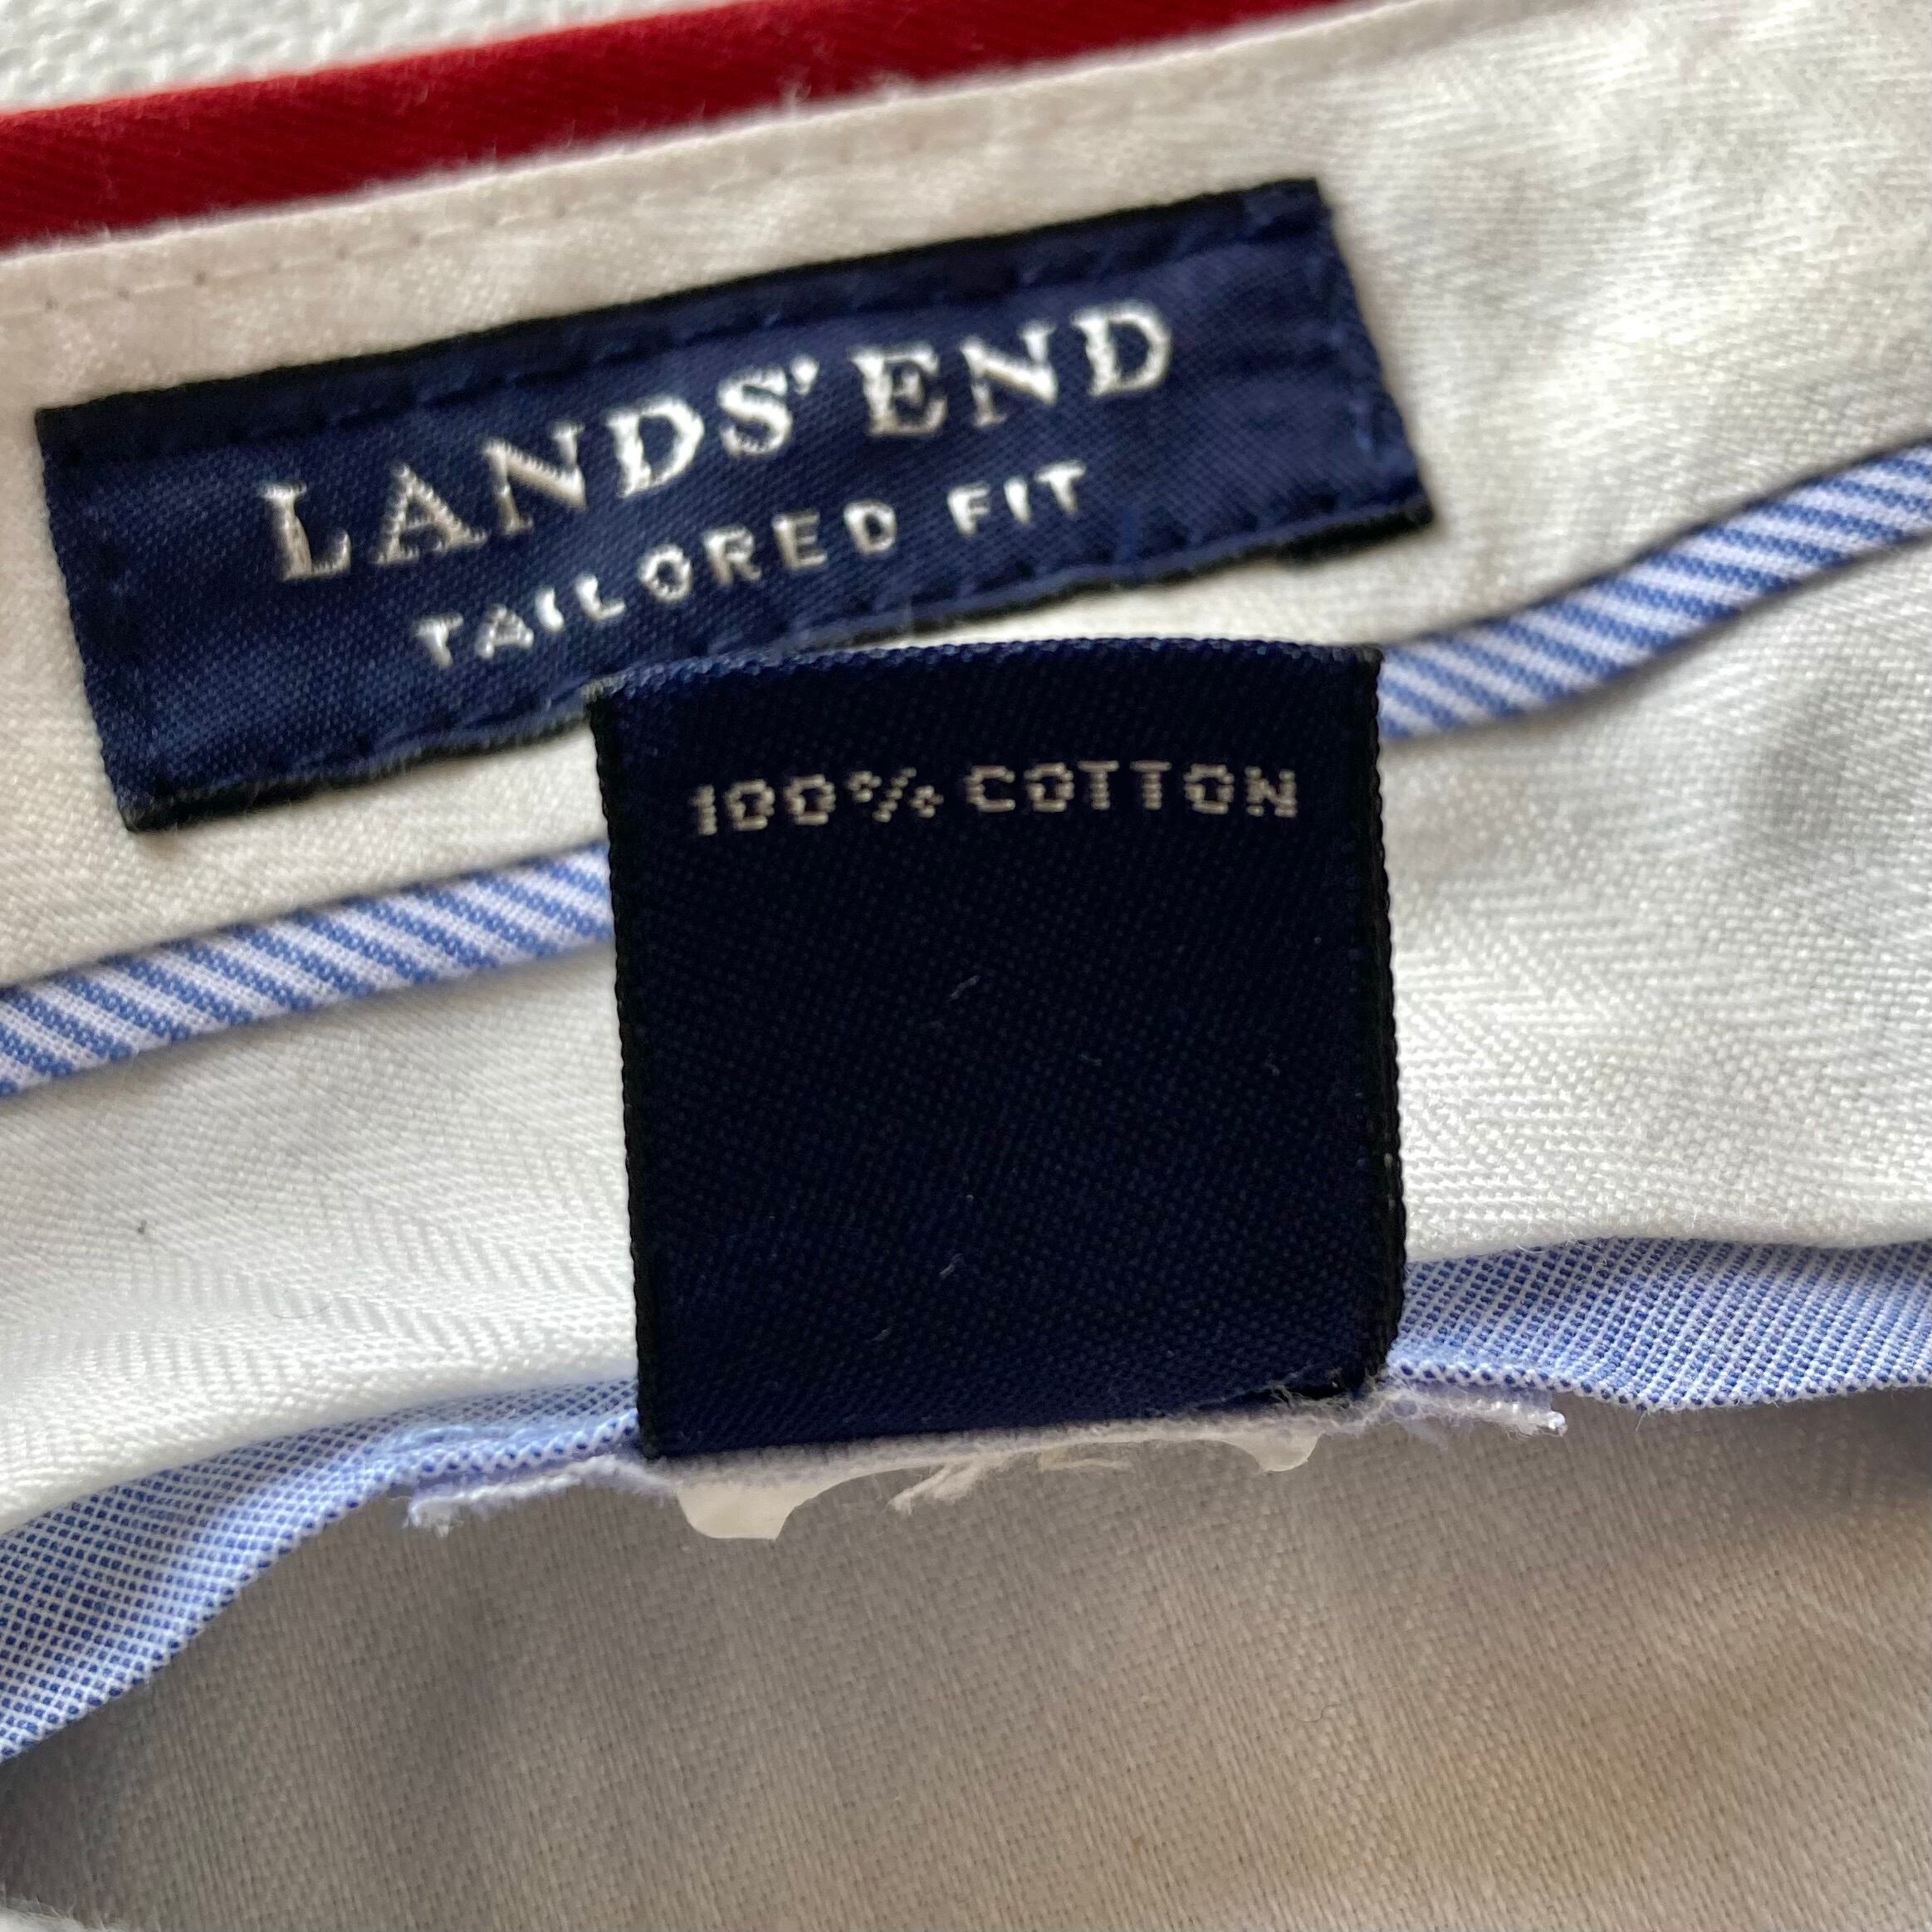 LANDS' END
TAILORED FIT
100% COTTON